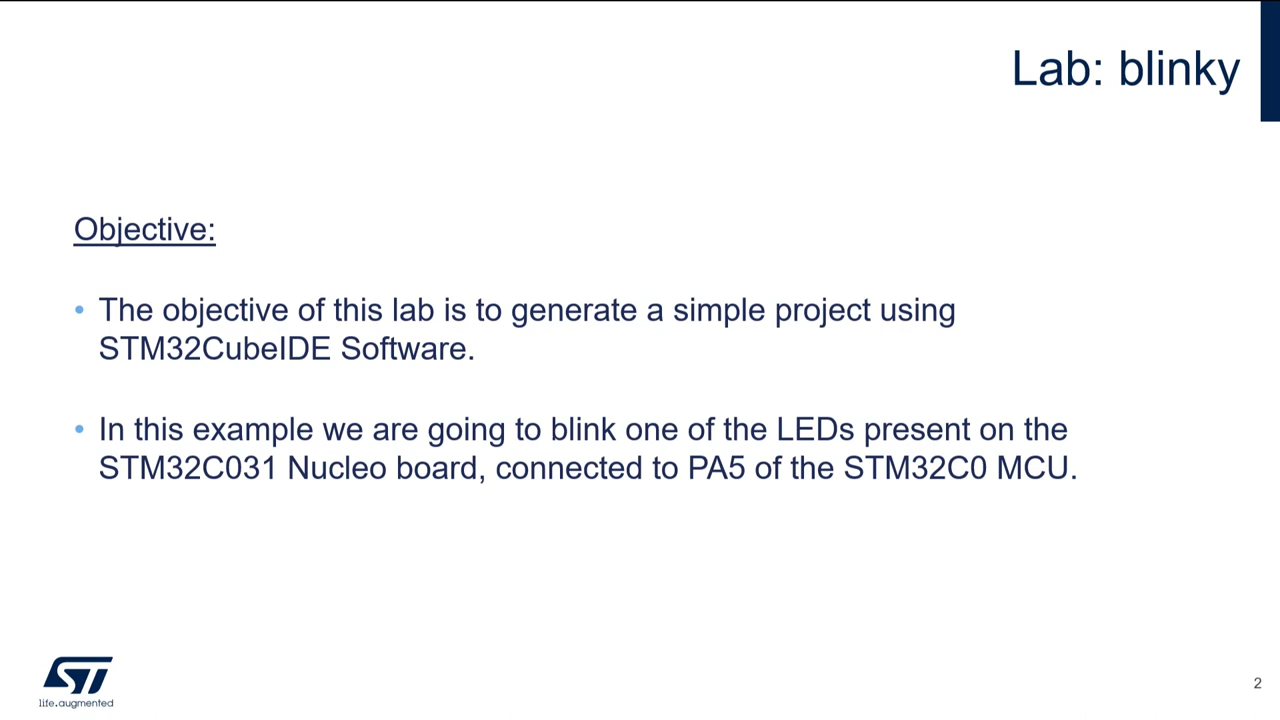 Lab: blinky
Objective:
• The objective of this lab is to generate a simple project using
STM32CubeIDE Software.
• In this example we are going to blink one of the LEDs present on the
STM32C031 Nucleo board, connected to PA5 of the STM32C0 MCU.
ST
life.augmented
2